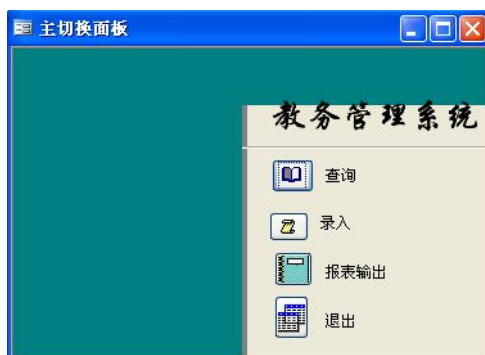 主切换面板
教务管理系统
查询
录入
报表输出
退出